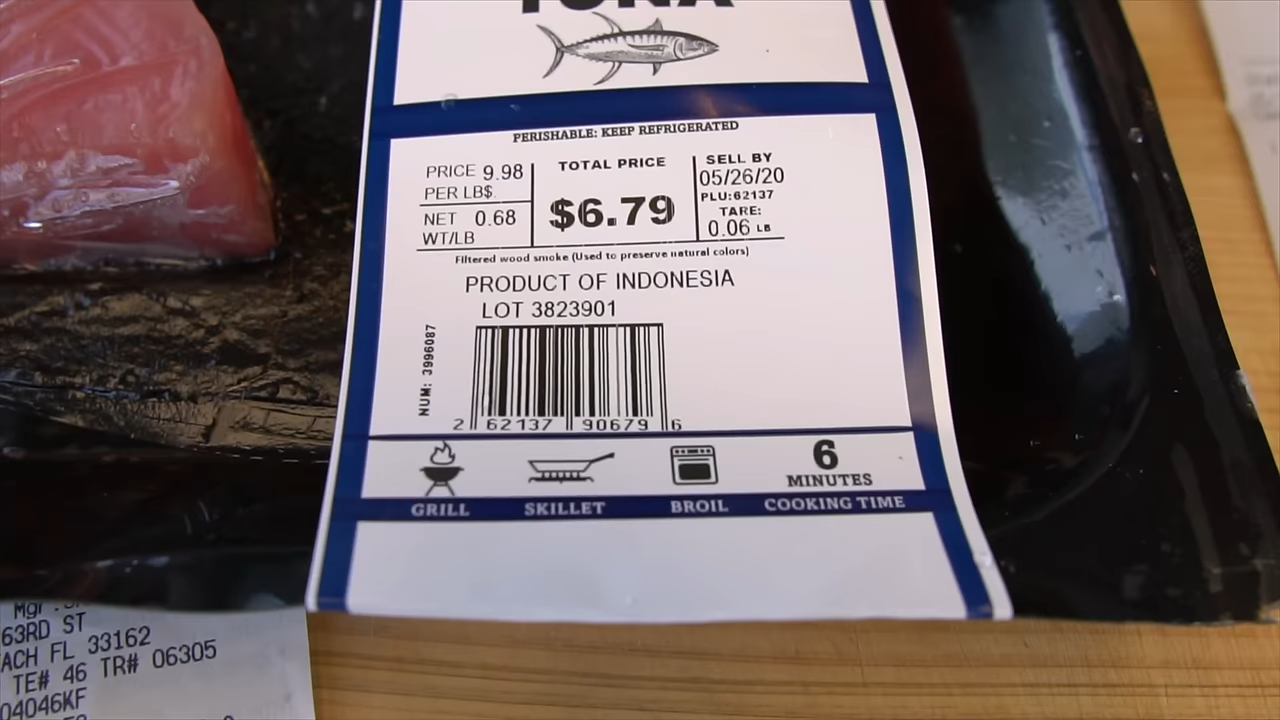 TUNA
PERISHABLE: KEEP REFRIGERATED
PRICE 9.98
PER LB$.
NET 0.68
WT/LB
TOTAL PRICE
$6.79
SELL BY
05/26/20
PLU:62137
TARE:
0.06 LB
Filtered wood smoke (Used to preserve natural colors)
PRODUCT OF INDONESIA
LOT 3823901
NUM: 3996087
2 62137 90679 6
GRILL
SKILLET
BROIL
6
MINUTES
COOKING TIME
Mgr
63RD ST
ACH FL 33162
TE# 46 TR# 06305
04046KF